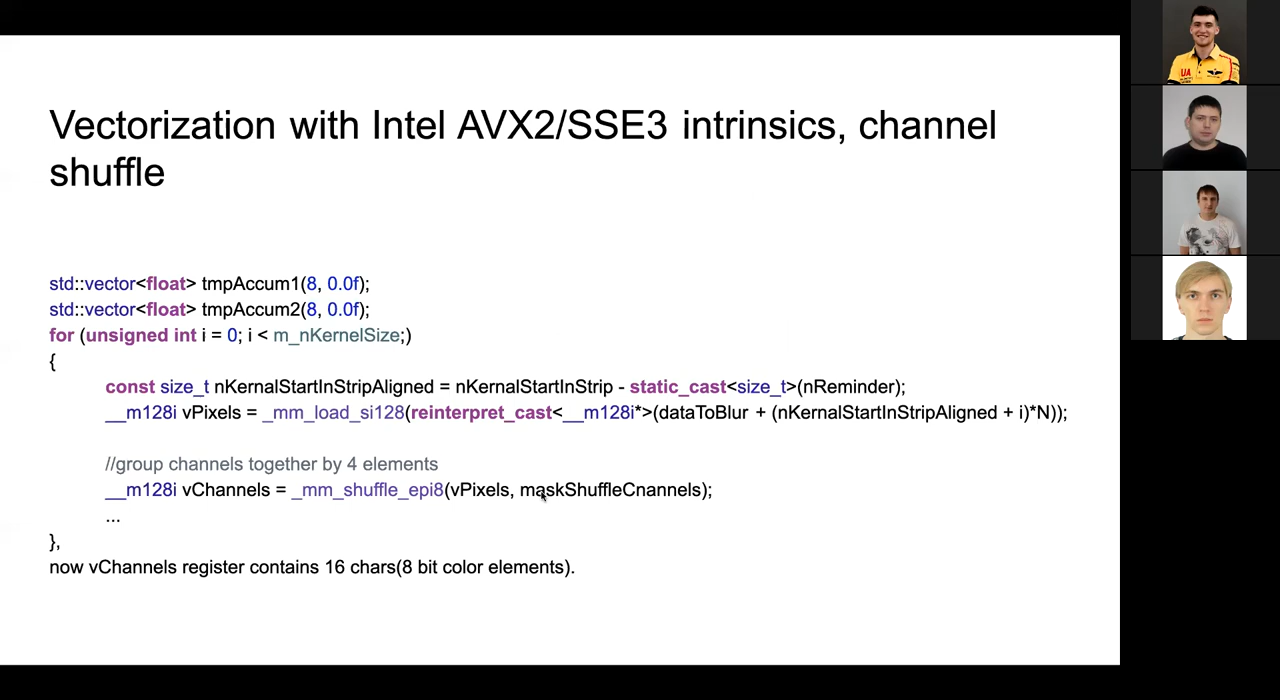 Vectorization with Intel AVX2/SSE3 intrinsics, channel
shuffle
std::vector<float> tmpAccum1(8, 0.0f);
std::vector<float> tmpAccum2(8, 0.0f);
for (unsigned int i = 0; i < m_nKernelSize;)
{
const size_t nKernalStartInStripAligned = nKernalStartInStrip - static_cast<size_t>(nReminder);
__m128i vPixels = _mm_load_si128(reinterpret_cast<__m128i*>(dataToBlur + (nKernalStartInStripAligned + i)*N));
//group channels together by 4 elements
__m128i vChannels = _mm_shuffle_epi8(vPixels, maskShuffleCnannels);
...
},
now vChannels register contains 16 chars(8 bit color elements).
UA